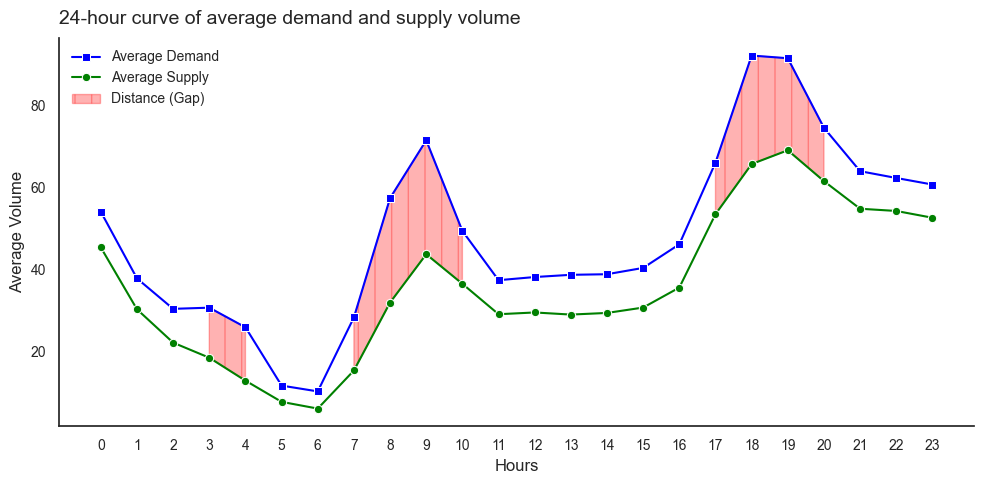 24-hour curve of average demand and supply volume
Average Demand
Average Supply
Distance (Gap)
Average Volume
80
60
40
20
0 1 2 3 4 5 6 7 8 9 10 11 12 13 14 15 16 17 18 19 20 21 22 23
Hours